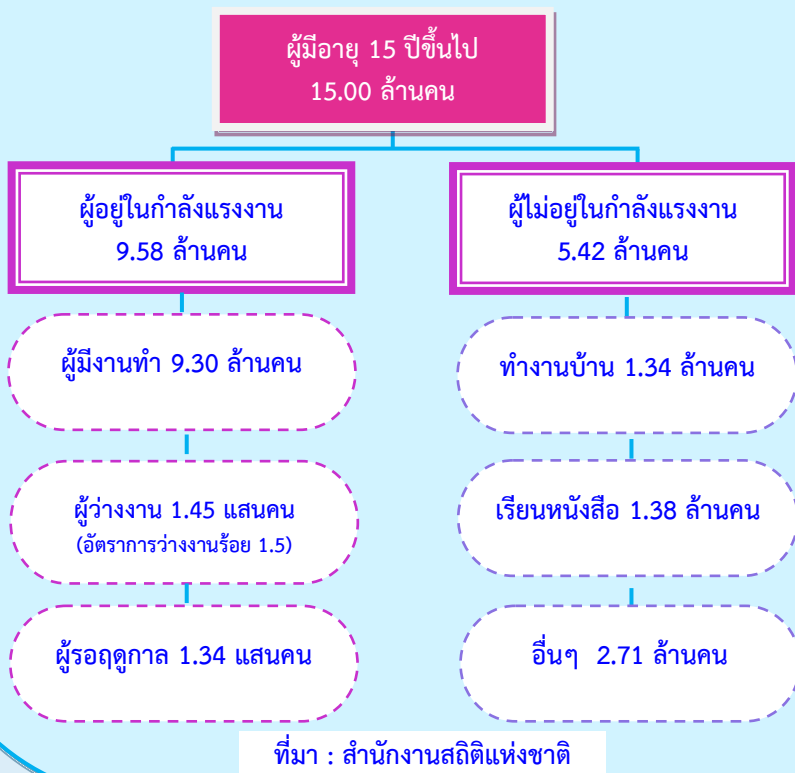 ผู้มีอายุ 15 ปีขึ้นไป
15.00 ล้านคน
ผู้อยู่ในกำลังแรงงาน
9.58 ล้านคน
ผู้ไม่อยู่ในกำลังแรงงาน
5.42 ล้านคน
ผู้มีงานทำ 9.30 ล้านคน
ทำงานบ้าน 1.34 ล้านคน
ผู้ว่างงาน 1.45 แสนคน
(อัตราการว่างงานร้อย 1.5)
เรียนหนังสือ 1.38 ล้านคน
ผู้รอฤดูกาล 1.34 แสนคน
อื่นๆ 2.71 ล้านคน
ที่มา : สำนักงานสถิติแห่งชาติ